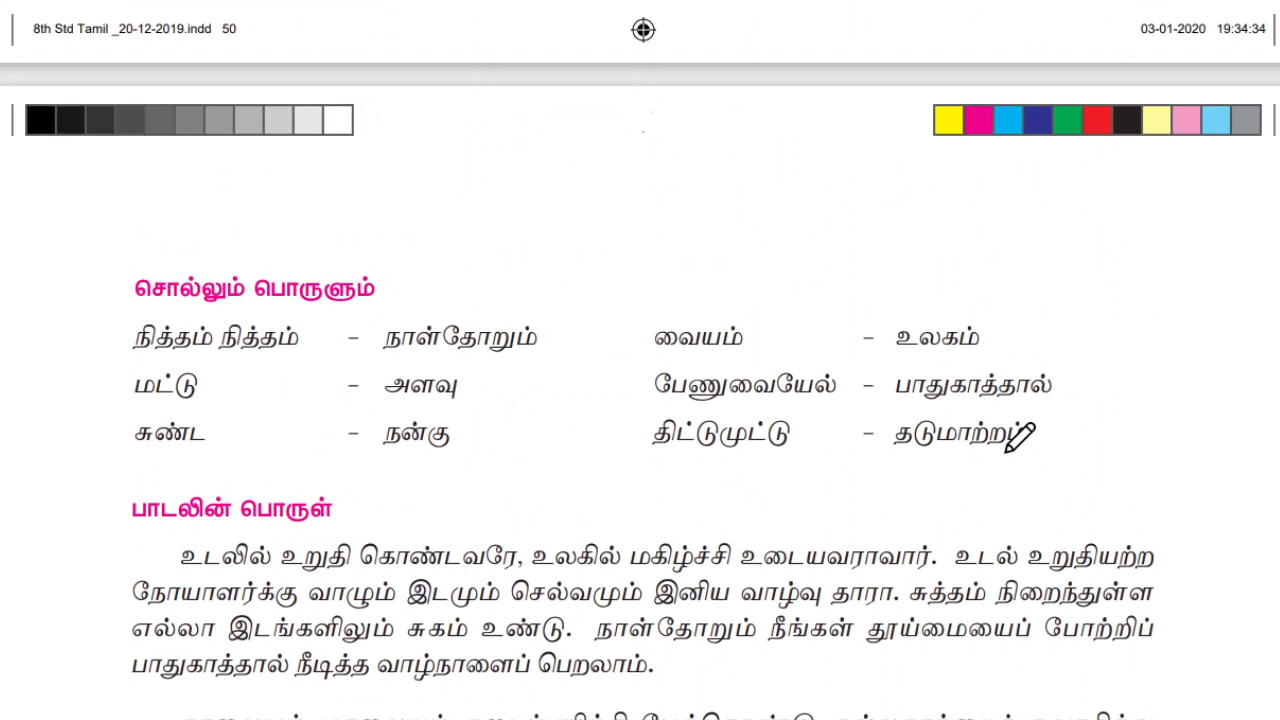 8th Std Tamil _20-12-2019.indd 50 03-01-2020 19:34:34
சொல்லும் பொருளும்
நித்தம் நித்தம் – நாள்தோறும் வையம் – உலகம்
மட்டு – அளவு பேணுவையேல் – பாதுகாத்தால்
சுண்ட – நன்கு திட்டுமுட்டு – தடுமாற்றம்
பாடலின் பொருள்
உடலில் உறுதி கொண்டவரே, உலகில் மகிழ்ச்சி உடையவராவார். உடல் உறுதியற்ற
நோயாளர்க்கு வாழும் இடமும் செல்வமும் இனிய வாழ்வு தாரா. சுத்தம் நிறைந்துள்ள
எல்லா இடங்களிலும் சுகம் உண்டு. நாள்தோறும் நீங்கள் தூய்மையைப் போற்றிப்
பாதுகாத்தால் நீடித்த வாழ்நாளைப் பெறலாம்.